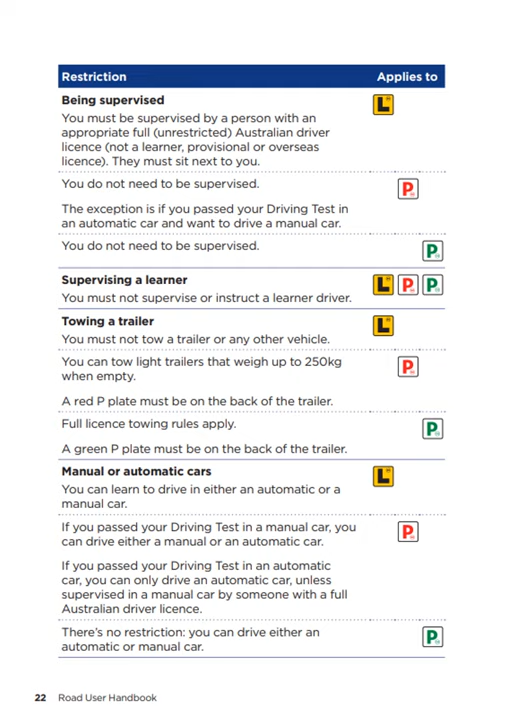 Restriction Applies to
Being supervised L
You must be supervised by a person with an
appropriate full (unrestricted) Australian driver
licence (not a learner, provisional or overseas
licence). They must sit next to you.
You do not need to be supervised. P
The exception is if you passed your Driving Test in
an automatic car and want to drive a manual car.
You do not need to be supervised. P
Supervising a learner L P P
You must not supervise or instruct a learner driver.
Towing a trailer L
You must not tow a trailer or any other vehicle.
You can tow light trailers that weigh up to 250kg P
when empty.
A red P plate must be on the back of the trailer.
Full licence towing rules apply. P
A green P plate must be on the back of the trailer.
Manual or automatic cars L
You can learn to drive in either an automatic or a
manual car.
If you passed your Driving Test in a manual car, you P
can drive either a manual or an automatic car.
If you passed your Driving Test in an automatic
car, you can only drive an automatic car, unless
supervised in a manual car by someone with a full
Australian driver licence.
There's no restriction: you can drive either an P
automatic or manual car.
22 Road User Handbook